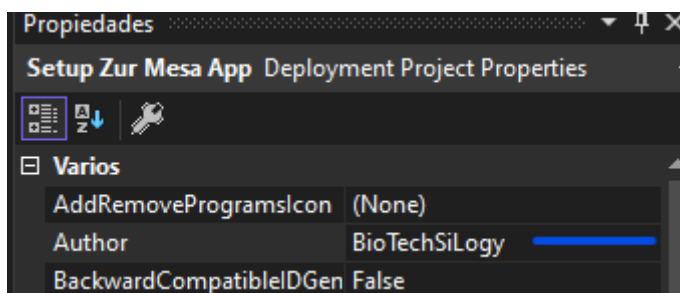 Propiedades
Setup Zur Mesa App Deployment Project Properties
Varios
AddRemoveProgramsIcon (None)
Author BioTechSiLogy
BackwardCompatibleIDGen False